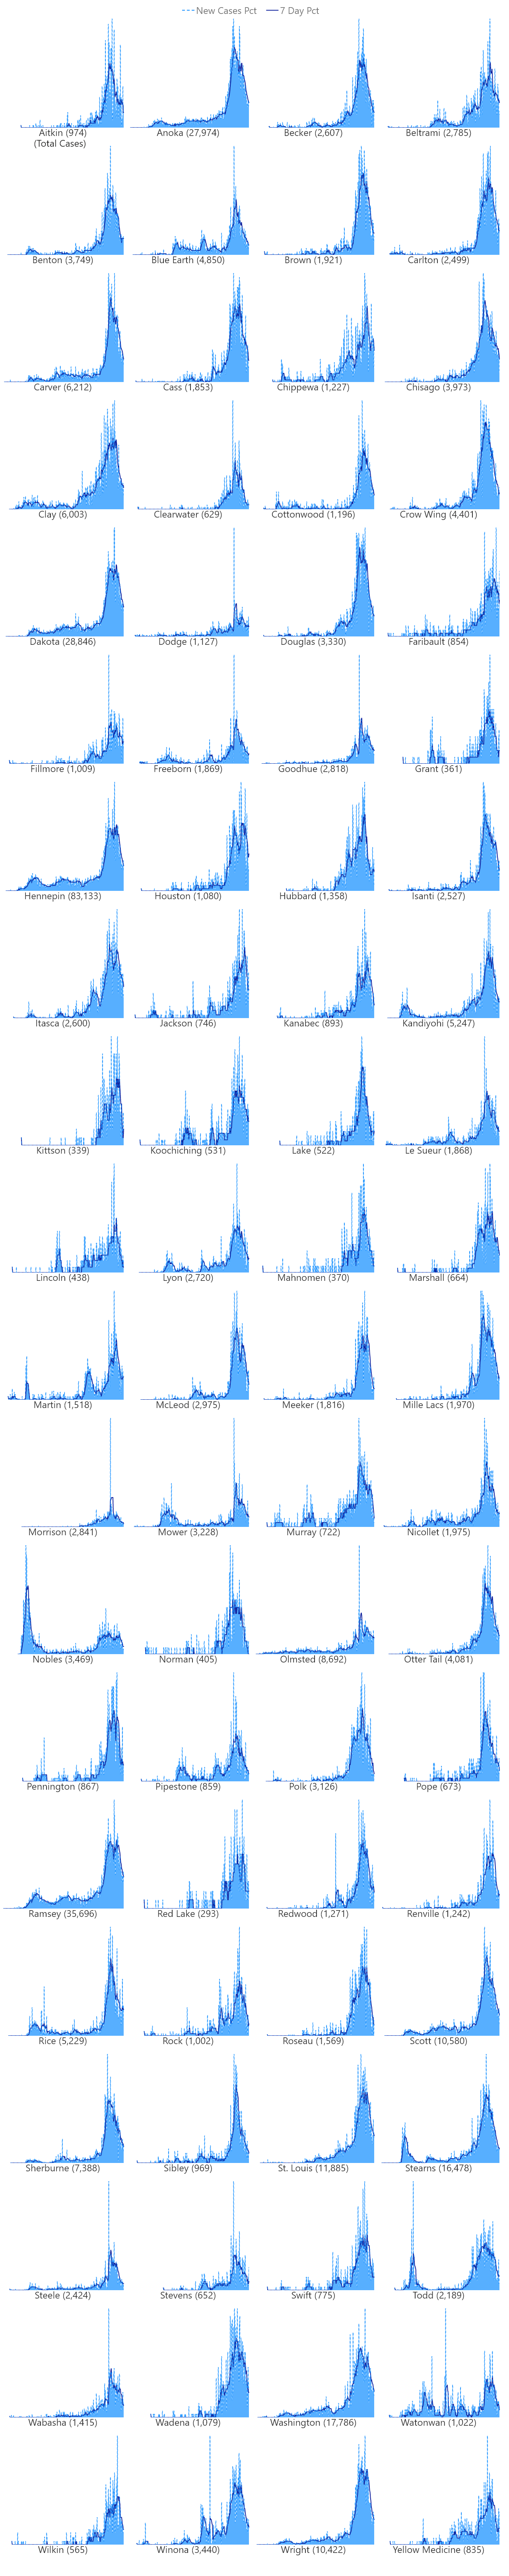 New Cases Pct 7 Day Pct
Aitkin (974) Anoka (27,974) Becker (2,607) Beltrami (2,785)
(Total Cases)
Benton (3,749) Blue Earth (4,850) Brown (1,921) Carlton (2,499)
Carver (6,212) Cass (1,853) Chippewa (1,227) Chisago (3,973)
Clay (6,003) Clearwater (629) Cottonwood (1,196) Crow Wing (4,401)
Dakota (28,846) Dodge (1,127) Douglas (3,330) Faribault (854)
Fillmore (1,009) Freeborn (1,869) Goodhue (2,818) Grant (361)
Hennepin (83,133) Houston (1,080) Hubbard (1,358) Isanti (2,527)
Itasca (2,600) Jackson (746) Kanabec (893) Kandiyohi (5,247)
Kittson (339) Koochiching (531) Lake (522) Le Sueur (1,868)
Lincoln (438) Lyon (2,720) Mahnomen (370) Marshall (664)
Martin (1,518) McLeod (2,975) Meeker (1,816) Mille Lacs (1,970)
Morrison (2,841) Mower (3,228) Murray (722) Nicollet (1,975)
Nobles (3,469) Norman (405) Olmsted (8,692) Otter Tail (4,081)
Pennington (867) Pipestone (859) Polk (3,126) Pope (673)
Ramsey (35,696) Red Lake (293) Redwood (1,271) Renville (1,242)
Rice (5,229) Rock (1,002) Roseau (1,569) Scott (10,580)
Sherburne (7,388) Sibley (969) St. Louis (11,885) Stearns (16,478)
Steele (2,424) Stevens (652) Swift (775) Todd (2,189)
Wabasha (1,415) Wadena (1,079) Washington (17,786) Watonwan (1,022)
Wilkin (565) Winona (3,440) Wright (10,422) Yellow Medicine (835)